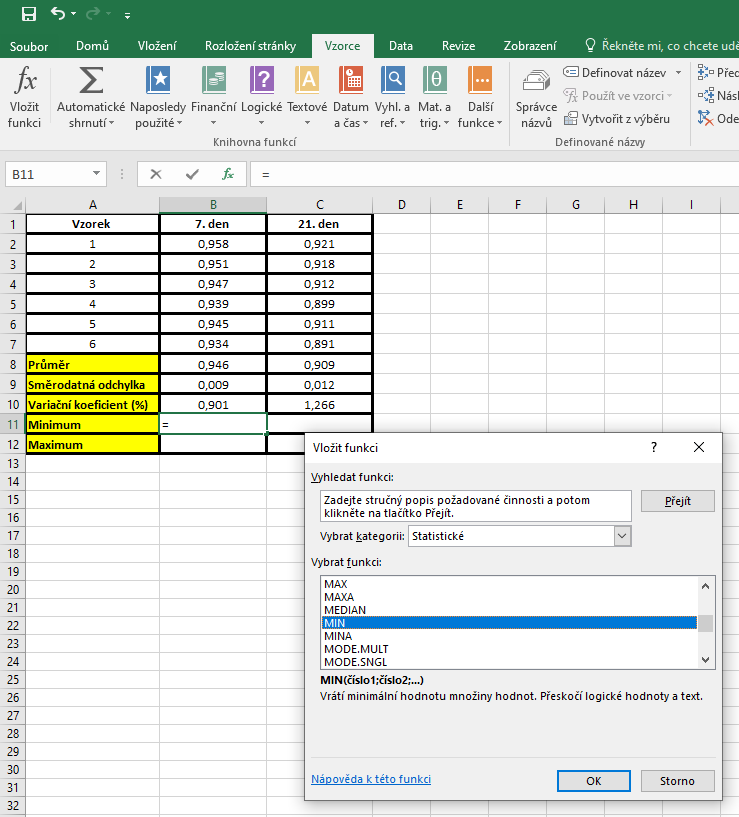 Soubor Domů Vložení Rozložení stránky Vzorce Data Revize Zobrazení Řekněte mi, co chcete udě
fx Σ ★ ? A θ ...
Vložit funkci
Automatické shrnutí
Naposledy použité
Finanční
Logické
Textové
Datum a čas
Vyhl. a ref.
Mat. a trig.
Další funkce
Knihovna funkcí
Správce názvů
Definovat název
Použít ve vzorci
Vytvořit z výběru
Definované názvy
Před
Násl
Ode
B11 fx =
A B C D E F G H I
1 Vzorek 7. den 21. den
2 1 0,958 0,921
3 2 0,951 0,918
4 3 0,947 0,912
5 4 0,939 0,899
6 5 0,945 0,911
7 6 0,934 0,891
8 Průměr 0,946 0,909
9 Směrodatná odchylka 0,009 0,012
10 Variační koeficient (%) 0,901 1,266
11 Minimum =
12 Maximum
13
14
15
16
17
18
19
20
21
22
23
24
25
26
27
28
29
30
31
32
Vložit funkci ?
Vyhledat funkci:
Zadejte stručný popis požadované činnosti a potom
klikněte na tlačítko Přejít.
Přejít
Vybrat kategorii: Statistické
Vybrat funkci:
MAX
MAXA
MEDIAN
MIN
MINA
MODE.MULT
MODE.SNGL
MIN(číslo1;číslo2;...)
Vrátí minimální hodnotu množiny hodnot. Přeskočí logické hodnoty a text.
Nápověda k této funkci
OK
Storno